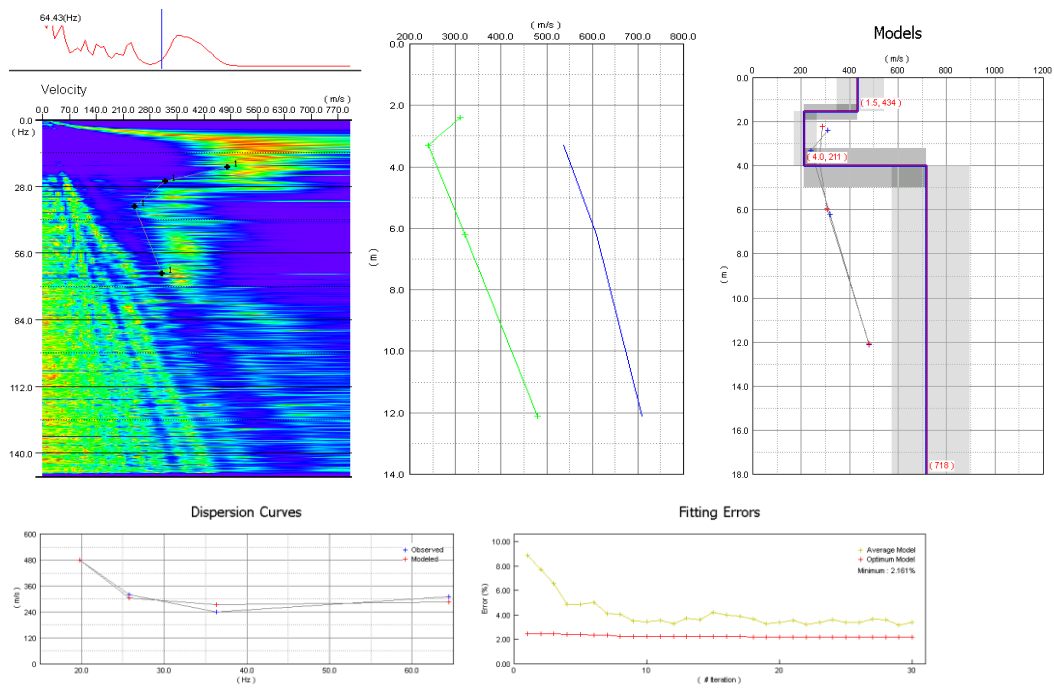 64.43(Hz)
Velocity
( m/s )
0.0 70.0 140.0 210.0 280.0 350.0 420.0 490.0 560.0 630.0 700.0 770.0
( Hz )
0.0
28.0
56.0
84.0
112.0
140.0
1
1
1
1
( m/s )
200.0 300.0 400.0 500.0 600.0 700.0 800.0
0.0
2.0
4.0
6.0
8.0
10.0
12.0
14.0
( m )
Models
( m/s )
0 200 400 600 800 1000 1200
0.0
2.0
4.0
6.0
8.0
10.0
12.0
14.0
16.0
18.0
( m )
( 1.5, 434 )
( 4.0, 211 )
( 718 )
Dispersion Curves
600
480
360
240
120
0
(m/s)
20.0 30.0 40.0 50.0 60.0
( Hz )
Observed
Modeled
Fitting Errors
10.00
8.00
6.00
4.00
2.00
Error (%)
0 10 20 30
( # Iteration )
Average Model
Optimum Model
Minimum : 2.161%